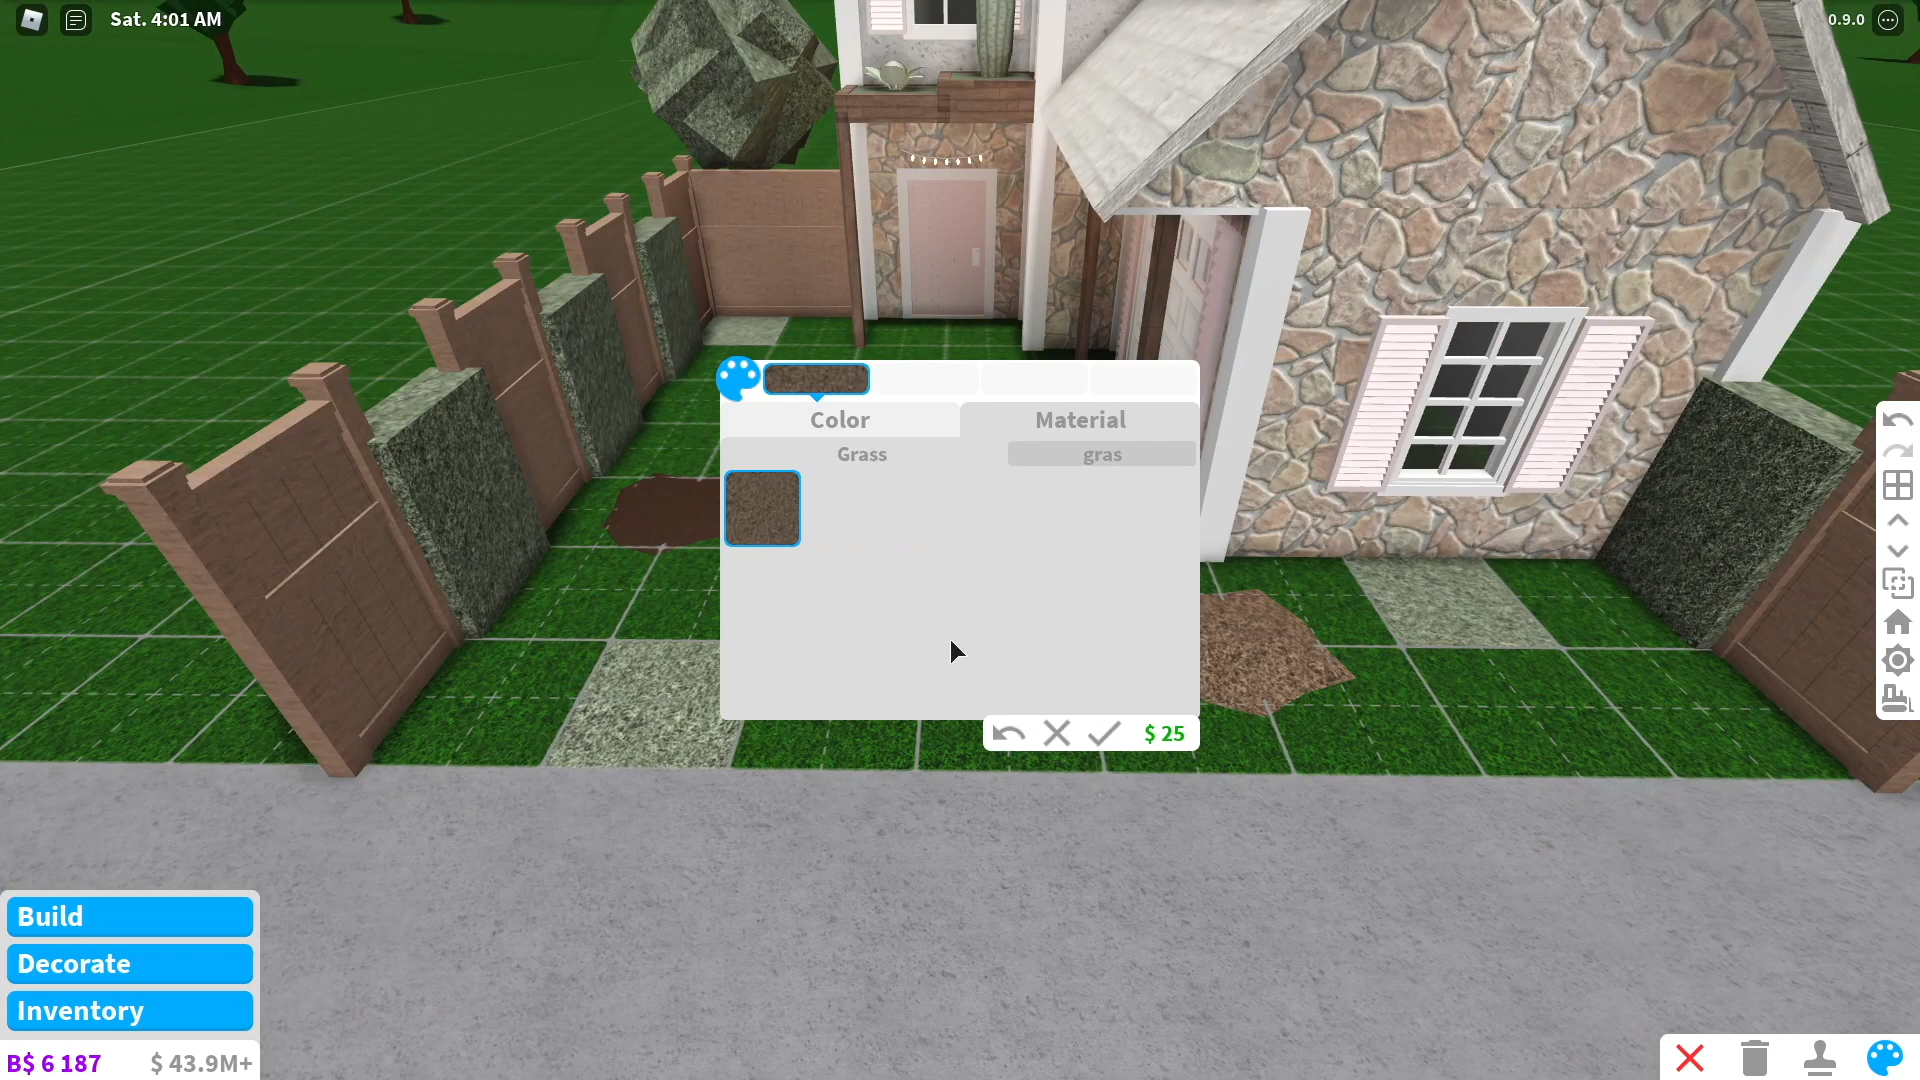 Sat. 4:01 AM
0.9.0
Color
Material
Grass
gras
$ 25
Build
Decorate
Inventory
B$ 6 187
$ 43.9M+